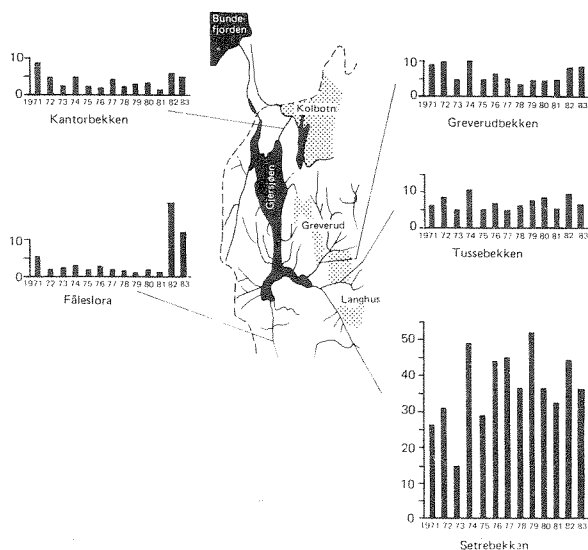 Bunde-
fjorden
Kolbotn
Gjersjøen
Greverud
Langhus
10
0
1971 72 73 74 75 76 77 78 79 80 81 82 83
Kantorbekken
10
0
1971 72 73 74 75 76 77 78 79 80 81 82 83
Fåleslora
10
0
1971 72 73 74 75 76 77 78 79 80 81 82 83
Greverudbekken
10
0
1971 72 73 74 75 76 77 78 79 80 81 82 83
Tussebekken
50
40
30
20
10
0
1971 72 73 74 75 76 77 78 79 80 81 82 83
Setrebekken